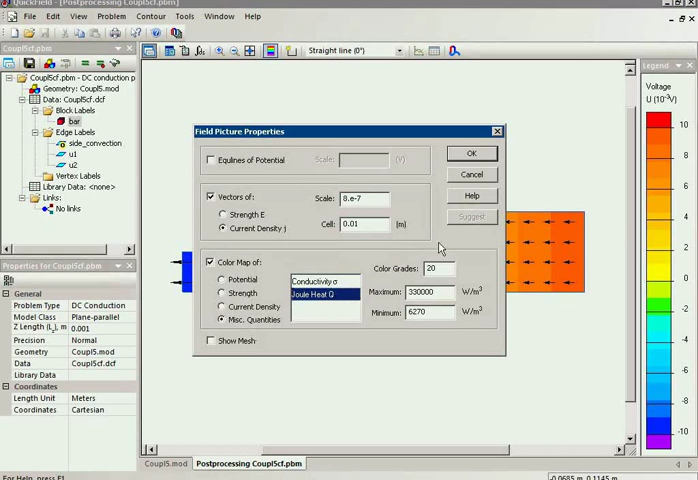 QuickField - [Postprocessing Coupl5cf.pbm]
File Edit View Problem Contour Tools Window Help
Straight line (0°)
Coupl5cf.pbm
Coupl5cf.pbm - DC conduction p
Geometry: Coupl5.mod
Data: Coupl5cf.dcf
Block Labels
bar
Edge Labels
side_convection
u1
u2
Vertex Labels
Library Data: <none>
Links:
No links
Properties for Coupl5cf.pbm
General
Problem Type DC Conduction
Model Class Plane-parallel
Z Length (Lz), m 0.001
Precision Normal
Geometry Coupl5.mod
Data Coupl5cf.dcf
Library Data
Coordinates
Length Unit Meters
Coordinates Cartesian
Field Picture Properties
Equlines of Potential Scale: (V)
Vectors of: Scale: 8.e-7
Strength E
Current Density j Cell: 0.01 (m)
Color Map of: Color Grades: 20
Potential
Strength
Current Density
Misc. Quantities
Conductivity σ
Joule Heat Q
Maximum: 330000 W/m³
Minimum: 6270 W/m³
Show Mesh
OK
Cancel
Help
Suggest
Legend
Voltage
U (10⁻³V)
10
8
6
4
2
0
-2
-4
-6
-8
-10
Coupl5.mod Postprocessing Coupl5cf.pbm
For Help, press F1
-0.0685 m, 0.1145 m